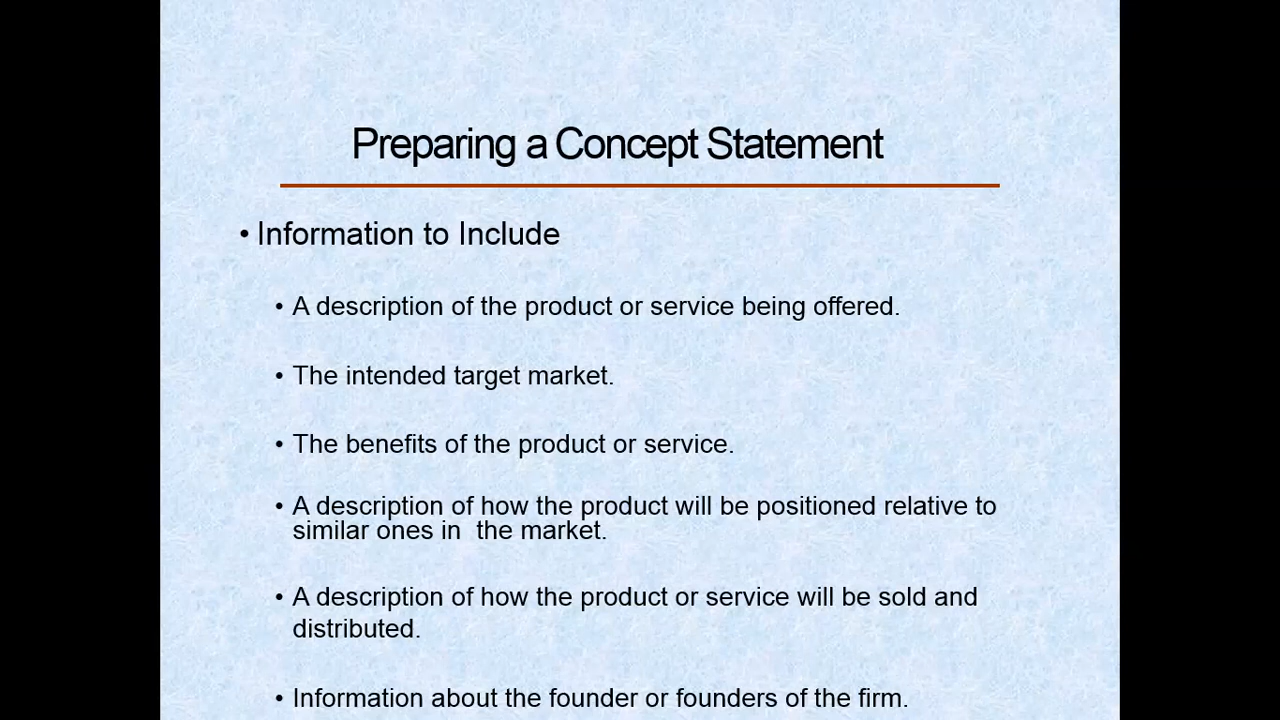 Preparing a Concept Statement
• Information to Include
• A description of the product or service being offered.
• The intended target market.
• The benefits of the product or service.
• A description of how the product will be positioned relative to
similar ones in  the market.
• A description of how the product or service will be sold and
distributed.
• Information about the founder or founders of the firm.